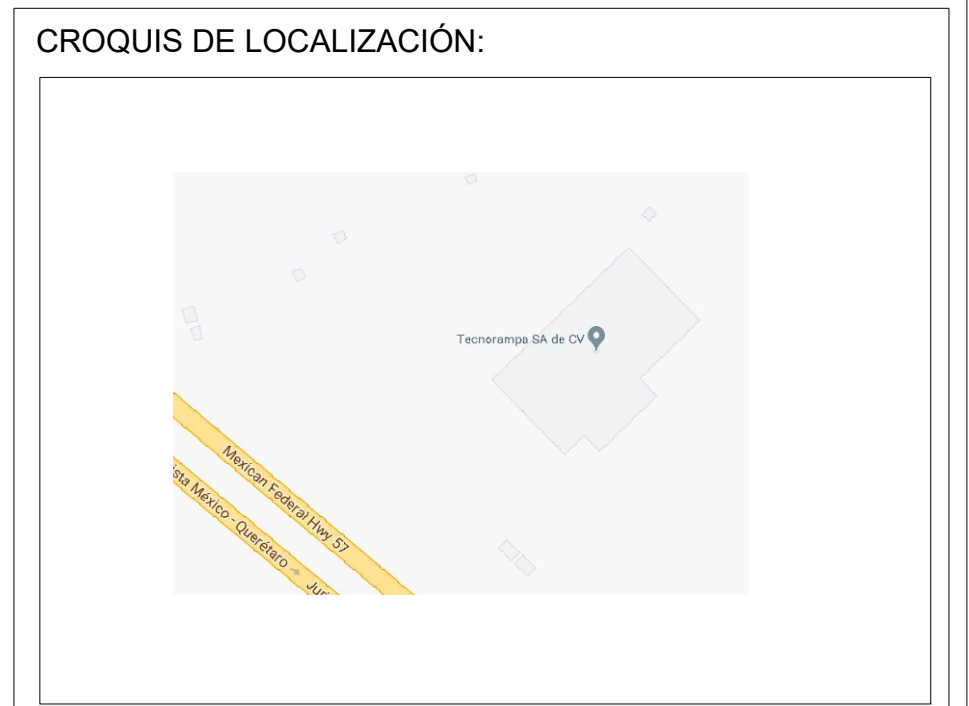 CROQUIS DE LOCALIZACIÓN:
Tecnorampa SA de CV
Mexican Federal Hwy 57
ista México - Querétaro